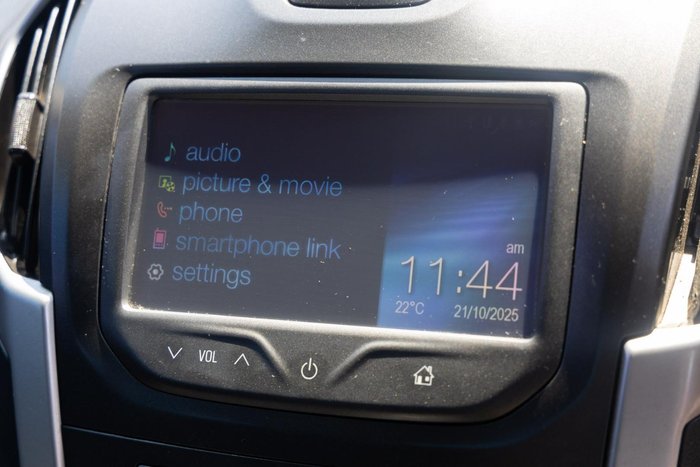 audio
picture & movie
phone
smartphone link
settings
am
11:44
22°C 21/10/2025
VOL